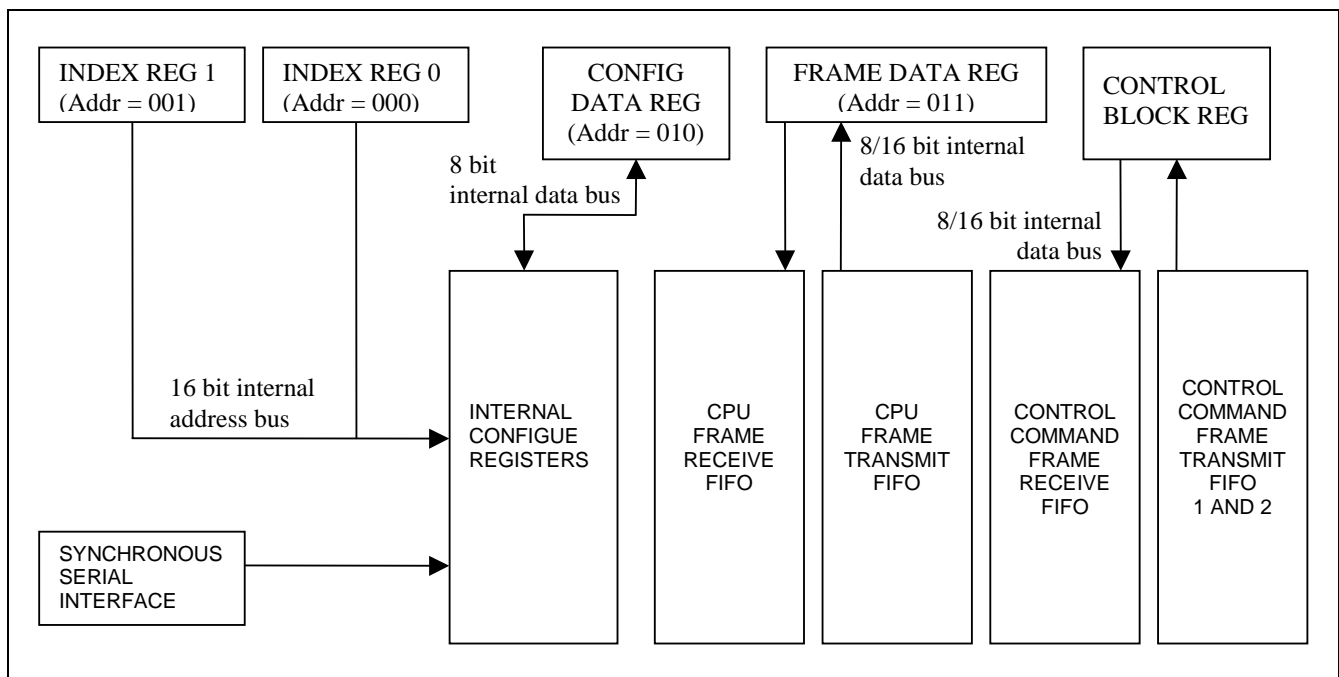 INDEX REG 1
(Addr = 001)
INDEX REG 0
(Addr = 000)
CONFIG
DATA REG
(Addr = 010)
FRAME DATA REG
(Addr = 011)
CONTROL
BLOCK REG
8 bit
internal data bus
8/16 bit internal
data bus
8/16 bit internal
data bus
16 bit internal
address bus
INTERNAL
CONFIGUE
REGISTERS
CPU
FRAME
RECEIVE
FIFO
CPU
FRAME
TRANSMIT
FIFO
CONTROL
COMMAND
FRAME
RECEIVE
FIFO
CONTROL
COMMAND
FRAME
TRANSMIT
FIFO
1 AND 2
SYNCHRONOUS
SERIAL
INTERFACE